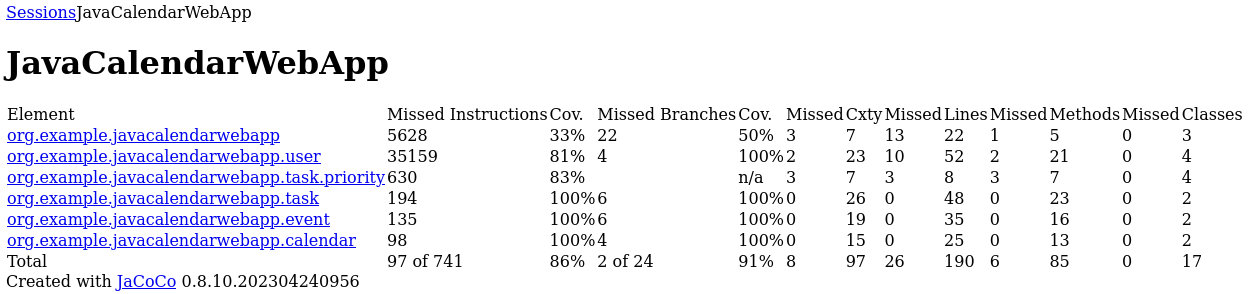 SessionsJavaCalendarWebApp
JavaCalendarWebApp
Element Missed Instructions Cov. Missed Branches Cov. Missed Cxty Missed Lines Missed Methods Missed Classes
org.example.javacalendarwebapp 5628 33% 22 50% 3 7 13 22 1 5 0 3
org.example.javacalendarwebapp.user 35159 81% 4 100% 2 23 10 52 2 21 0 4
org.example.javacalendarwebapp.task.priority 630 83% n/a 3 7 3 8 3 7 0 4
org.example.javacalendarwebapp.task 194 100% 6 100% 0 26 0 48 0 23 0 2
org.example.javacalendarwebapp.event 135 100% 6 100% 0 19 0 35 0 16 0 2
org.example.javacalendarwebapp.calendar 98 100% 4 100% 0 15 0 25 0 13 0 2
Total 97 of 741 86% 2 of 24 91% 8 97 26 190 6 85 0 17
Created with JaCoCo 0.8.10.202304240956